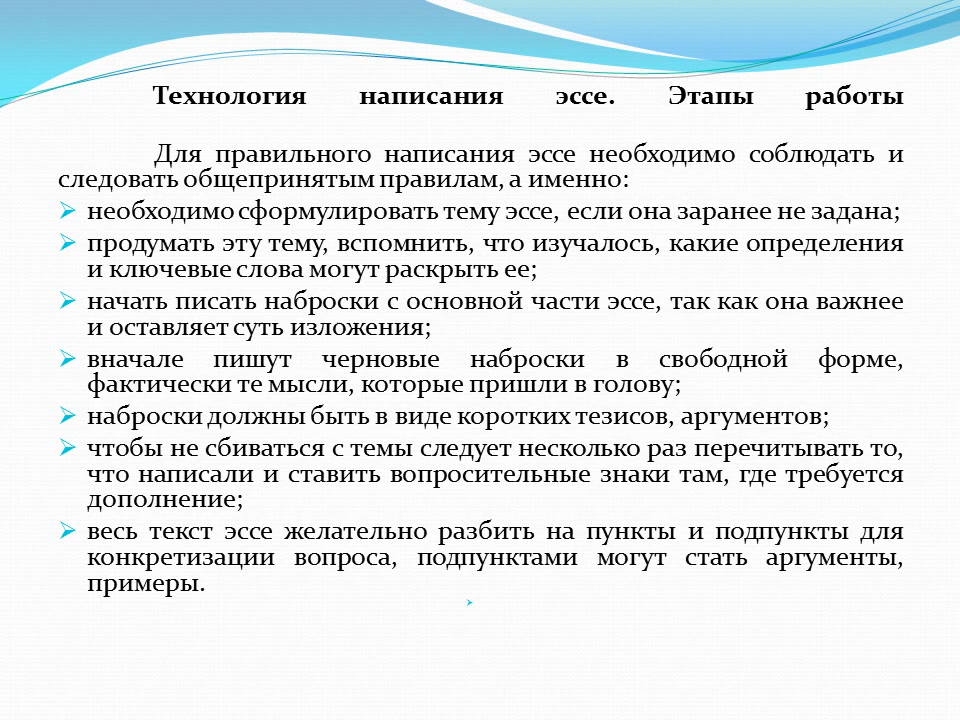 Технология написания эссе. Этапы работы
Для правильного написания эссе необходимо соблюдать и
следовать общепринятым правилам, а именно:
необходимо сформулировать тему эссе, если она заранее не задана;
продумать эту тему, вспомнить, что изучалось, какие определения
и ключевые слова могут раскрыть ее;
начать писать наброски с основной части эссе, так как она важнее
и оставляет суть изложения;
вначале пишут черновые наброски в свободной форме,
фактически те мысли, которые пришли в голову;
наброски должны быть в виде коротких тезисов, аргументов;
чтобы не сбиваться с темы следует несколько раз перечитывать то,
что написали и ставить вопросительные знаки там, где требуется
дополнение;
весь текст эссе желательно разбить на пункты и подпункты для
конкретизации вопроса, подпунктами могут стать аргументы,
примеры.